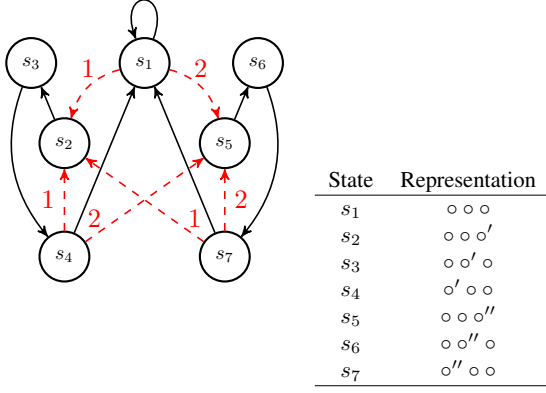 s₃ s₁ s₆
1 2
s₂ s₅
1 2 1 2
s₄ s₇
State Representation
s₁ ∘ ∘ ∘
s₂ ∘ ∘ ∘′
s₃ ∘ ∘′ ∘
s₄ ∘′ ∘ ∘
s₅ ∘ ∘ ∘″
s₆ ∘ ∘″ ∘
s₇ ∘″ ∘ ∘